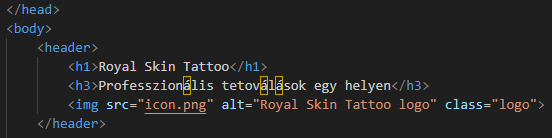 </head>
<body>
<header>
<h1>Royal Skin Tattoo</h1>
<h3>Professzionális tetoválások egy helyen</h3>
<img src="icon.png" alt="Royal Skin Tattoo logo" class="logo">
</header>